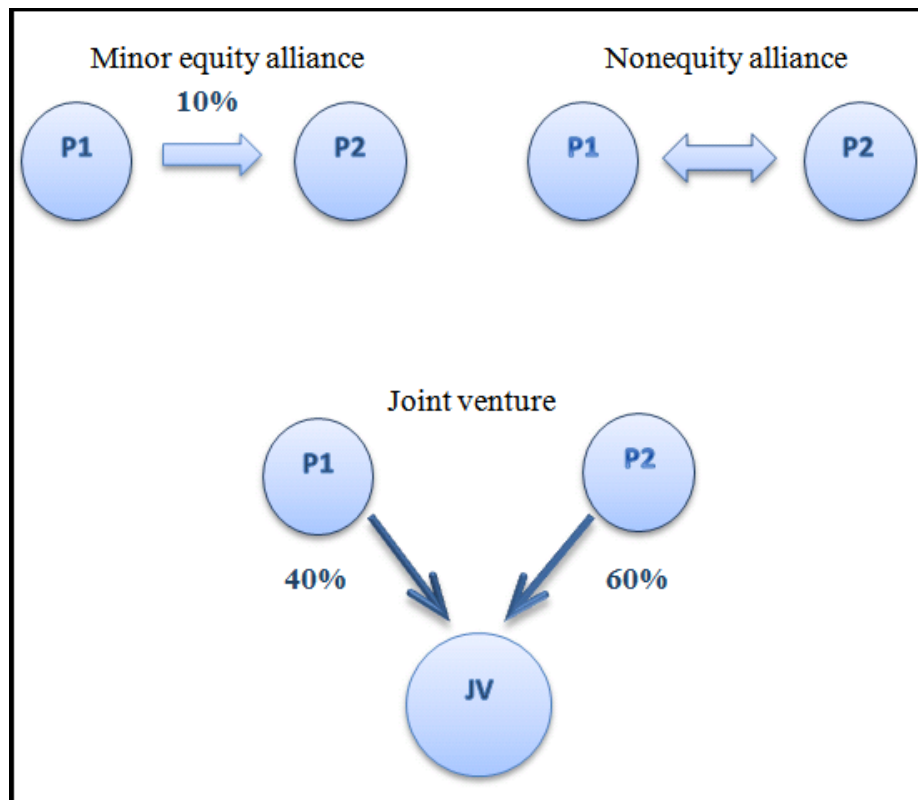 Minor equity alliance
10%
P1
P2
Nonequity alliance
P1
P2
Joint venture
P1
P2
40%
60%
JV